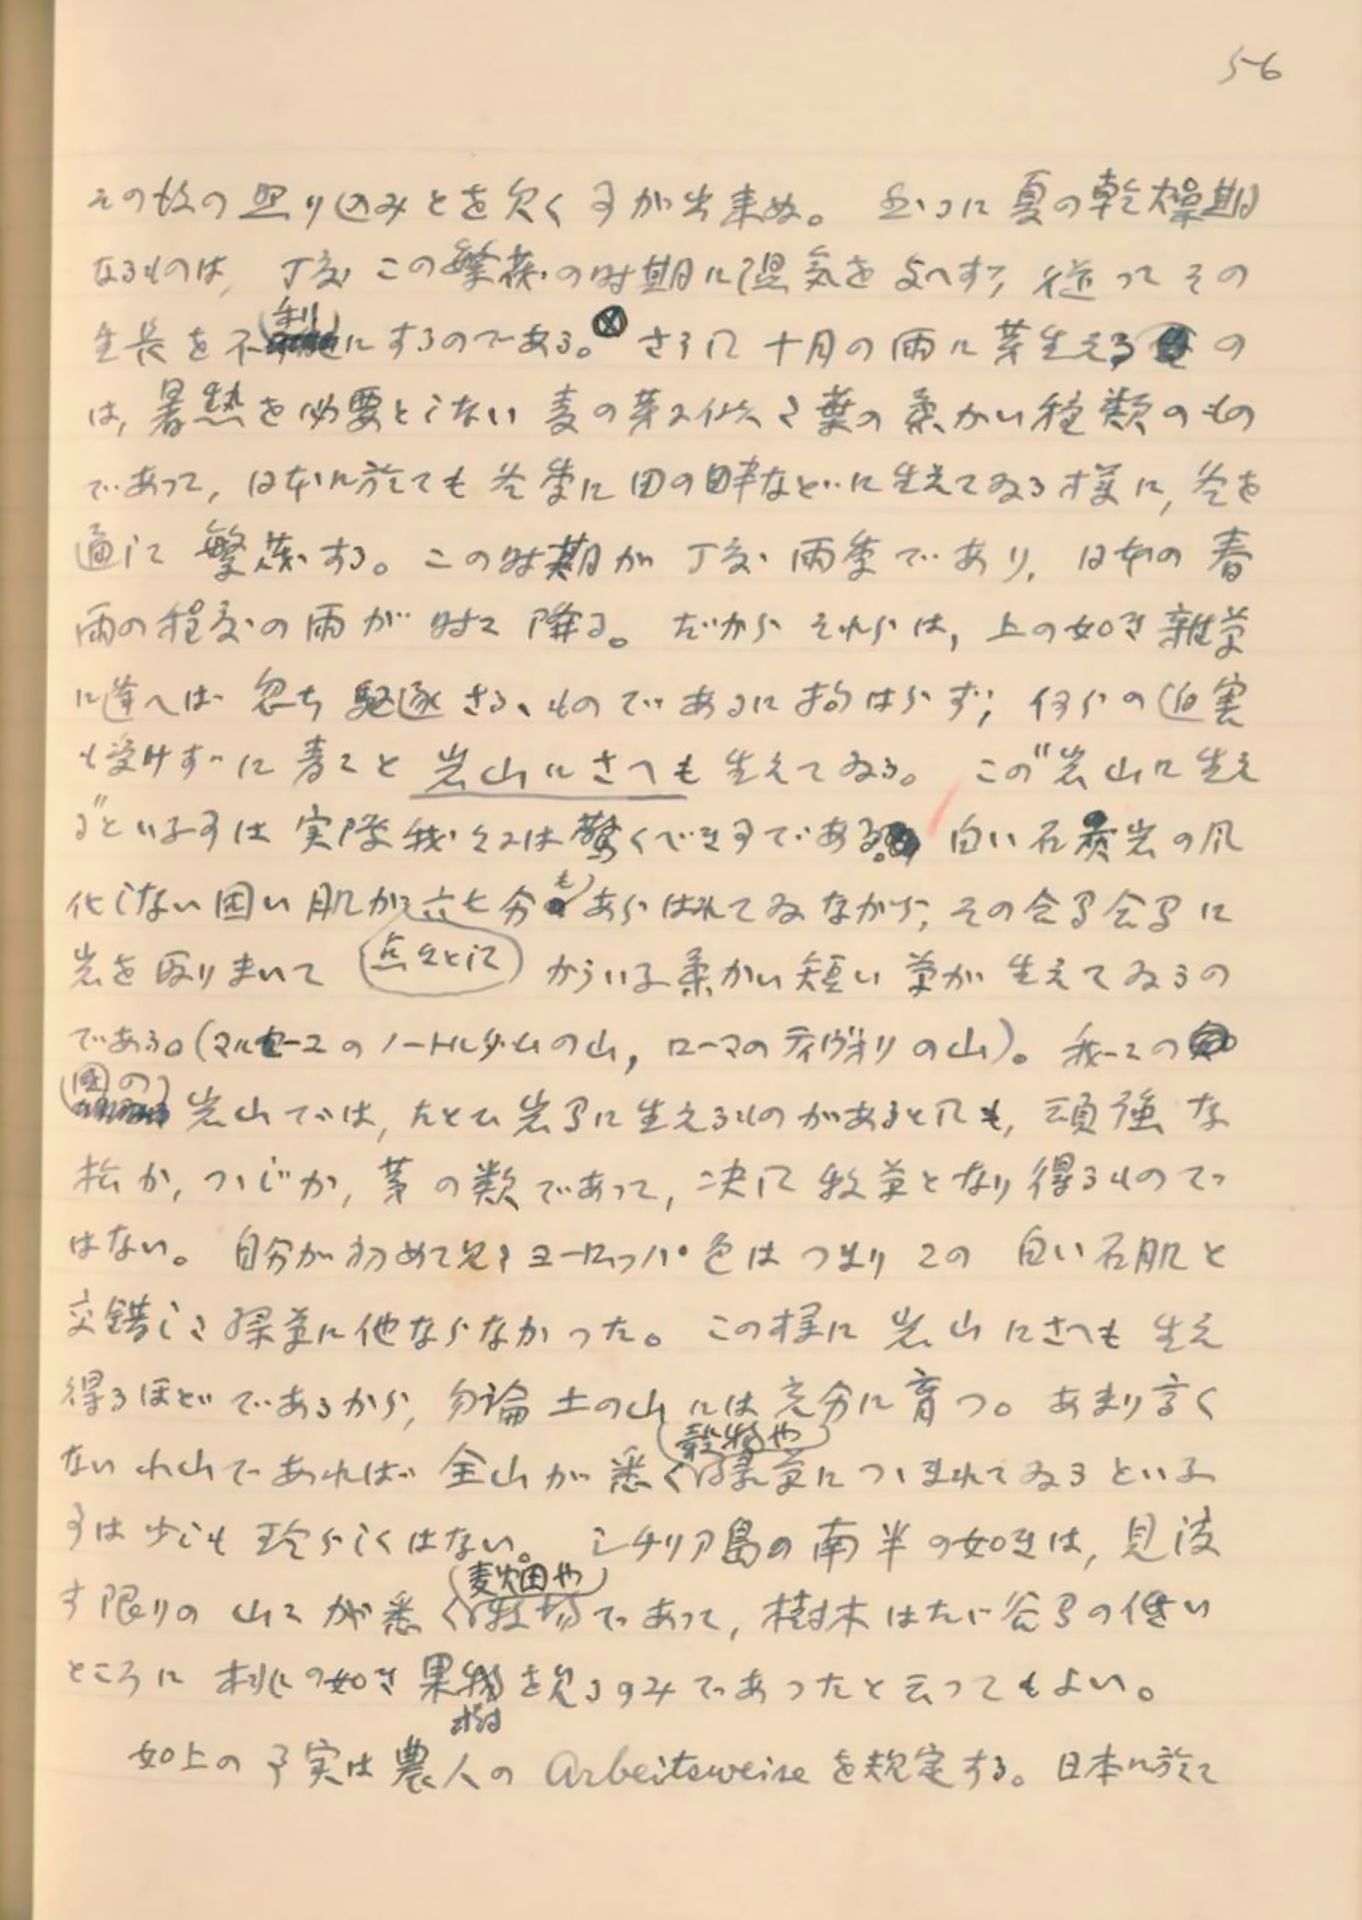 56
その故の照り込みとを欠く事が出来ぬ。 然るに夏の乾燥期
なるものは, 丁度 この繁茂の時期に湿気を与へず, 従ってその
生長を不利にするのである。 さうして十月の雨に芽生えるの
は, 暑熱を必要としない 麦の芽に似た葉の柔かい種類のもの
であって, 日本に於ても冬季に田の畔などに生えてゐる様に, 冬を
通じて繁茂する。この時期が丁度雨季であり, 日本の春
雨の程度の雨が時々降る。だからそれらは, 上の如き雑草
に逢へば忽ち駆逐さるゝものであるに拘はらず, 何らの迫害
も受けずに青々と岩山にさへも生えてゐる。 この"岩山に生え
る"といふ事は実際我々には驚くべき事である。 白い石灰岩の風
化しない固い肌が六七分もあらはれてゐながら, その合間合間に
岩を取りまいて点々として かういふ柔かい短い草が生えてゐるの
である。(マルセーユのノートルダムの山, ローマのティヴォリの山)。 我々の
国の岩山では, たとひ岩間に生えるものがあるとしても, 頑強な
松か, つゝじか, 茅の類であって, 決して牧草となり得るものでっ
はない。 自分が初めて見たヨーロッパ色はつまりこの白い石肌と
交錯した緑草に他ならなかった。 この様に岩山にさへも生え
得るほどであるから, 勿論土の山には充分に育つ。 あまり高く
ない小山であれば 全山が悉く穀物や緑草につゝまれてゐるといふ
事は少しも珍らしくはない。 シチリア島の南半の如きは, 見渡
す限りの山々が悉く麦畑や牧場であって, 樹木はたゞ谷間の低い
ところに桃の如き果樹を見るのみであったと云ってもよい。
如上の事実は農人の Arbeitsweise を規定する。 日本に於て